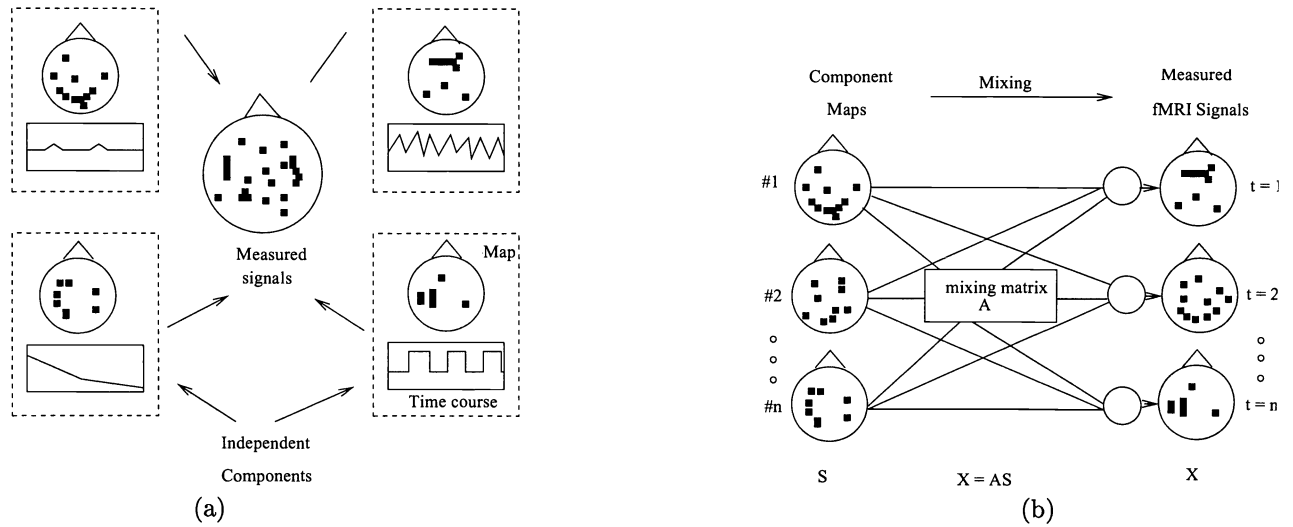 Measured
signals
Map
Time course
Independent
Components
(a)
Component
Maps
Mixing
Measured
fMRI Signals
#1
t = 1
#2
mixing matrix
A
t = 2
#n
t = n
S
X = AS
X
(b)